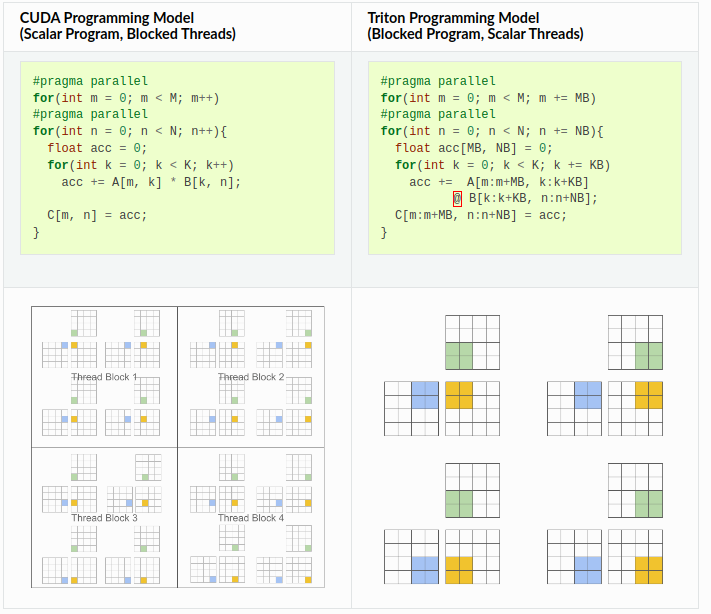 CUDA Programming Model
(Scalar Program, Blocked Threads)
Triton Programming Model
(Blocked Program, Scalar Threads)
#pragma parallel
for(int m = 0; m < M; m++)
#pragma parallel
for(int n = 0; n < N; n++){
float acc = 0;
for(int k = 0; k < K; k++)
acc += A[m, k] * B[k, n];
C[m, n] = acc;
}
#pragma parallel
for(int m = 0; m < M; m += MB)
#pragma parallel
for(int n = 0; n < N; n += NB){
float acc[MB, NB] = 0;
for(int k = 0; k < K; k += KB)
acc += A[m:m+MB, k:k+KB]
@ B[k:k+KB, n:n+NB];
C[m:m+MB, n:n+NB] = acc;
}
Thread Block 1
Thread Block 2
Thread Block 3
Thread Block 4